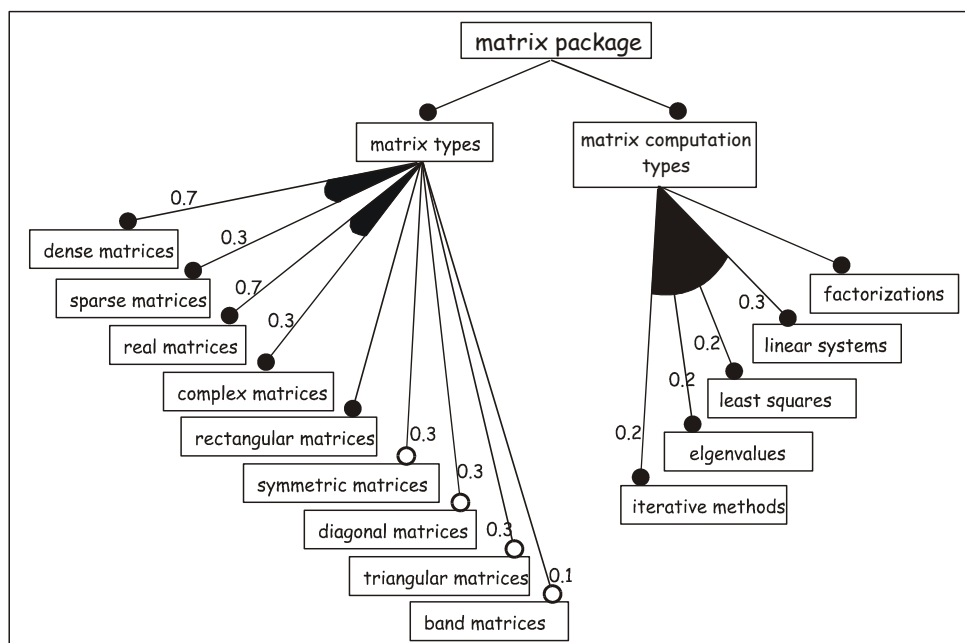 matrix package
matrix types
matrix computation
types
0.7
dense matrices
0.3
sparse matrices
0.7
real matrices
0.3
complex matrices
rectangular matrices
0.3
symmetric matrices
0.3
diagonal matrices
0.3
triangular matrices
0.1
band matrices
factorizations
0.3
linear systems
0.2
least squares
0.2
elgenvalues
0.2
iterative methods